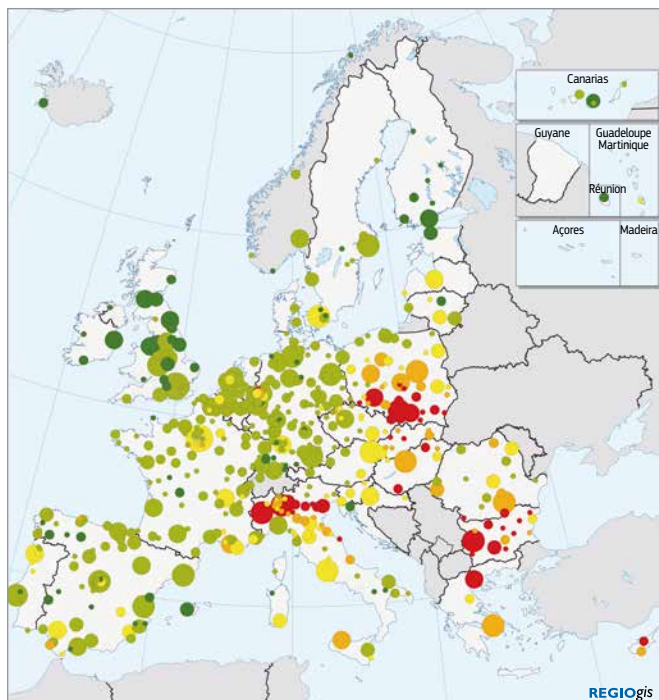 Canarias
Guyane
Guadeloupe
Martinique
Réunion
Açores
Madeira
REGIOgis